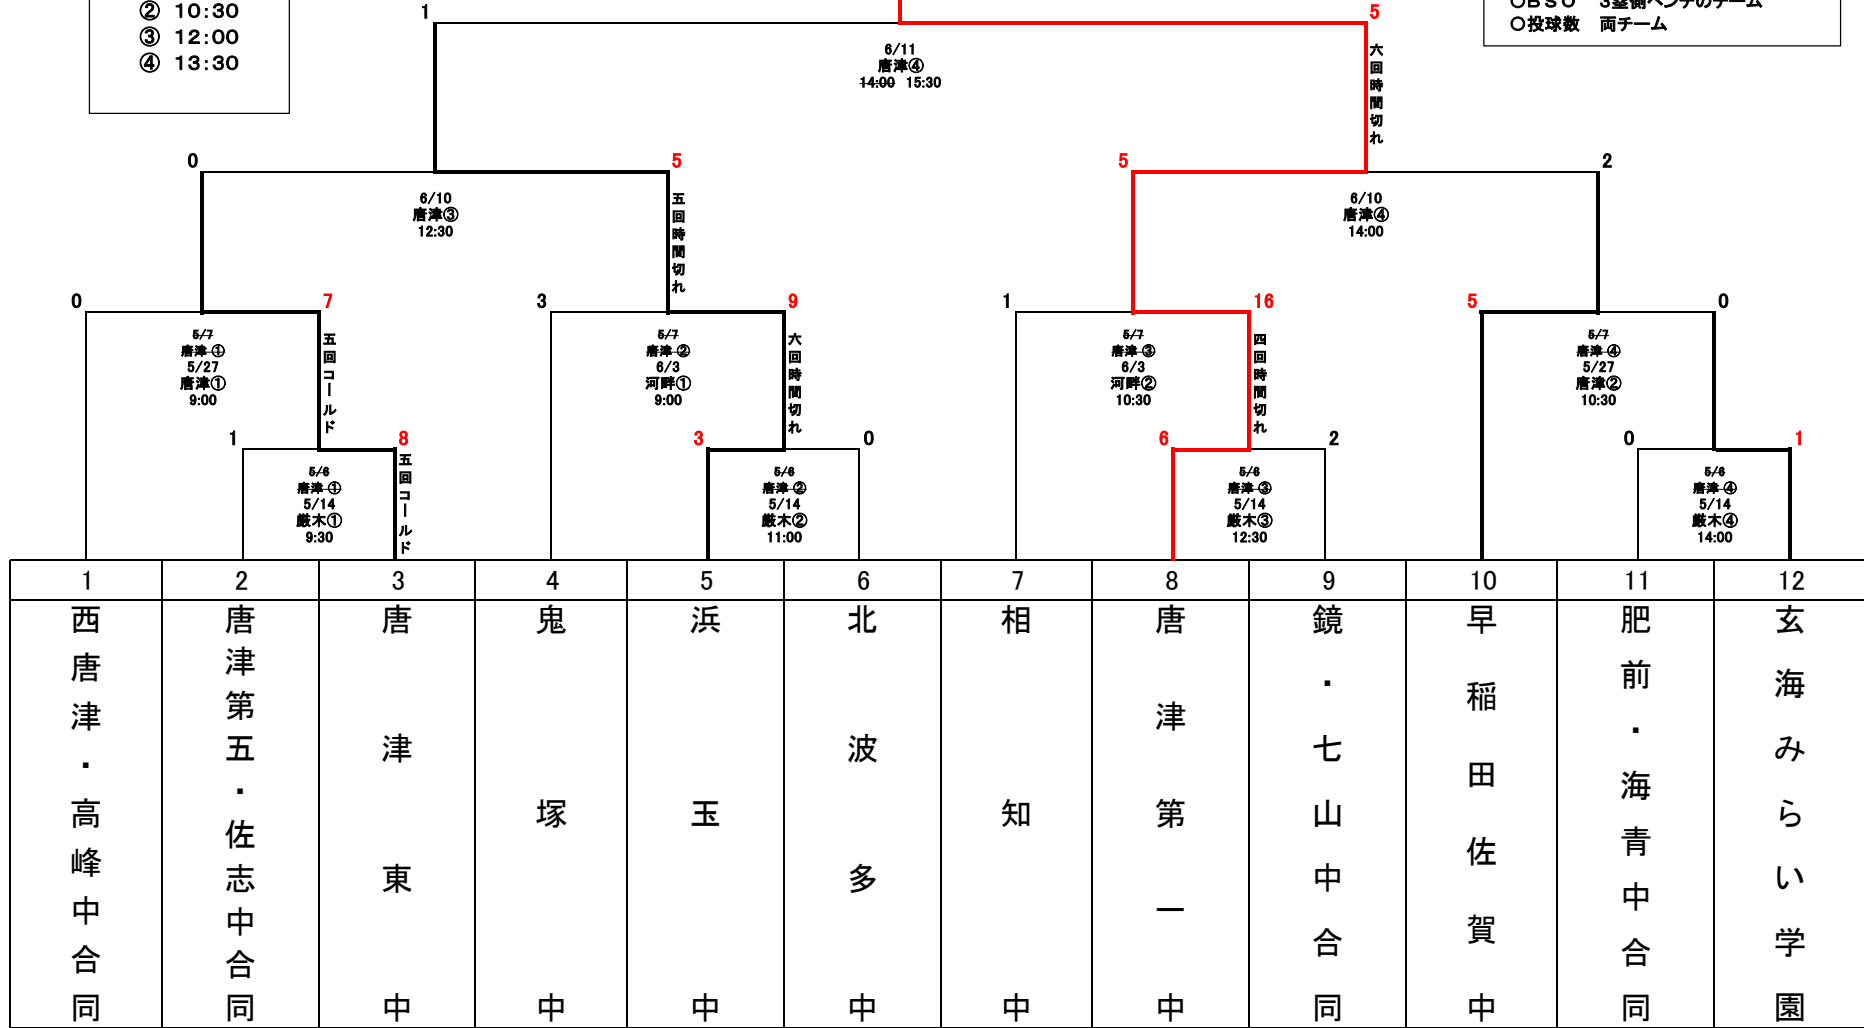 ② 10:30
③ 12:00
④ 13:30
○BSO 3塁側ベンチのチーム
○投球数 両チーム
1
5
6/11
唐津④
14:00 15:30
六回時間切れ
0
5
5
2
6/10
唐津③
12:30
五回時間切れ
6/10
唐津④
14:00
0
7
3
9
1
16
5
0
5/7
唐津①
5/27
唐津①
9:00
五回コールド
5/7
唐津②
6/3
河畔①
9:00
六回時間切れ
5/7
唐津③
6/3
河畔②
10:30
四回時間切れ
5/7
唐津④
5/27
唐津②
10:30
1
8
3
0
6
2
0
1
5/6
唐津①
5/14
厳木①
9:30
五回コールド
5/6
唐津②
5/14
厳木②
11:00
5/6
唐津③
5/14
厳木③
12:30
5/6
唐津④
5/14
厳木④
14:00
1 2 3 4 5 6 7 8 9 10 11 12
西唐津・高峰中合同
唐津第五・佐志中合同
唐津東中
鬼塚中
浜玉中
北波多中
相知中
唐津第一中
鏡・七山中合同
早稲田佐賀中
肥前・海青中合同
玄海みらい学園